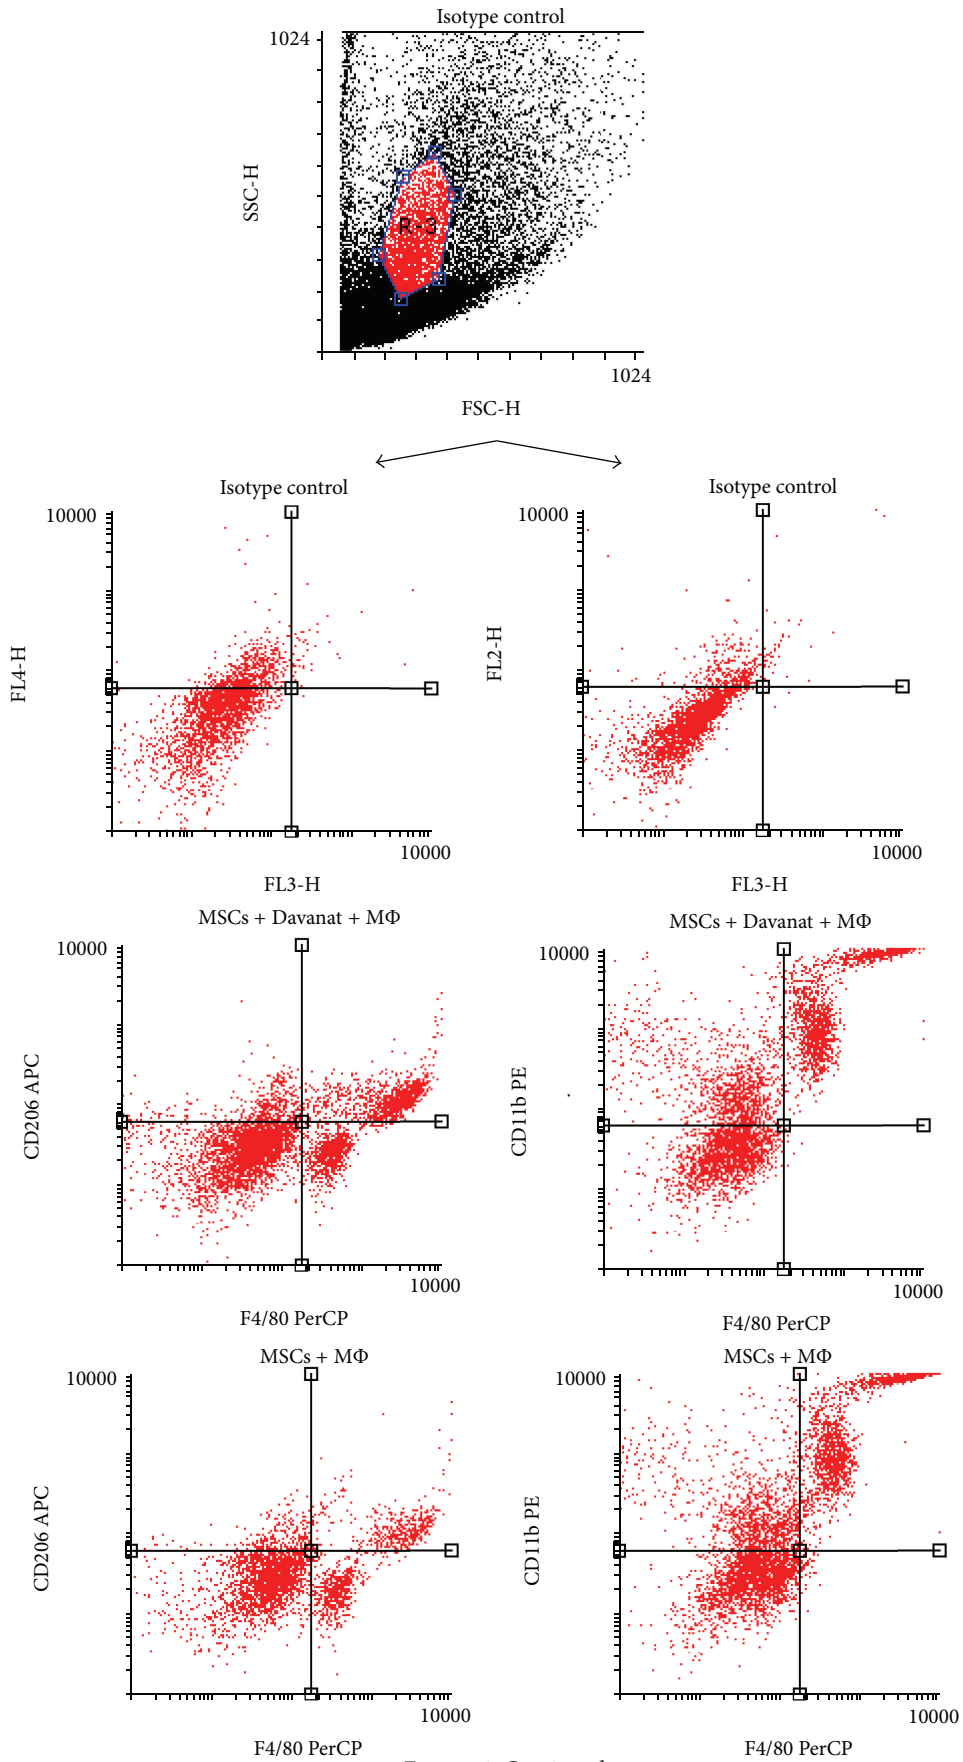 Isotype control
1024
SSC-H
R-3
1024
FSC-H
Isotype control
10000
FL4-H
10000
FL3-H
Isotype control
10000
FL2-H
10000
FL3-H
MSCs + Davanat + MΦ
10000
CD206 APC
10000
F4/80 PerCP
MSCs + Davanat + MΦ
10000
CD11b PE
10000
F4/80 PerCP
MSCs + MΦ
10000
CD206 APC
10000
F4/80 PerCP
MSCs + MΦ
10000
CD11b PE
10000
F4/80 PerCP